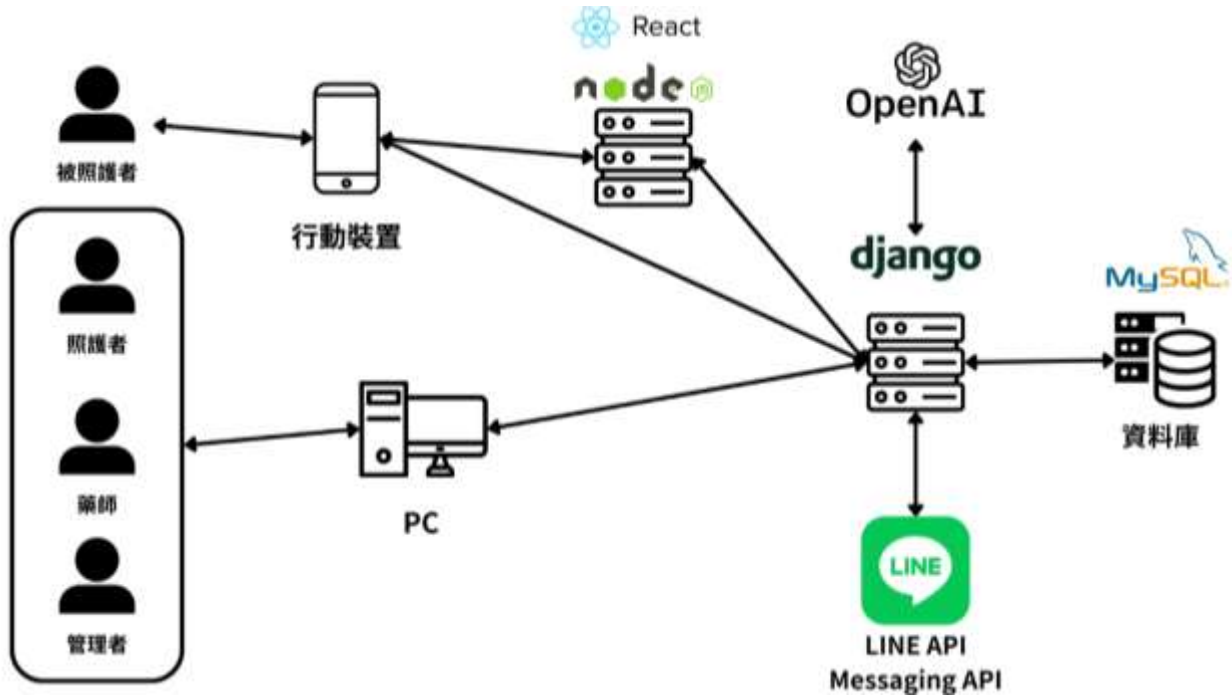 React
node
JS
OpenAI
被照護者
行動裝置
django
MySQL
照護者
藥師
PC
資料庫
LINE
管理者
LINE API
Messaging API